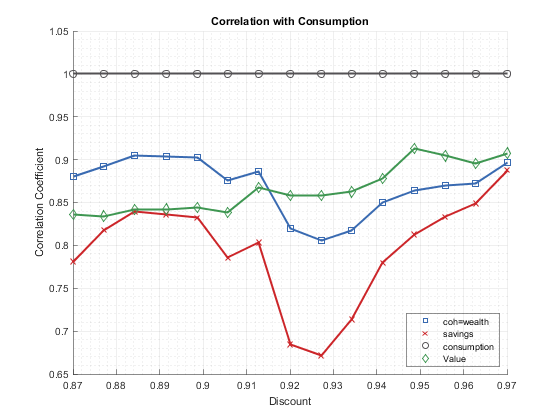 Correlation with Consumption
1.05
1
0.95
0.9
0.85
0.8
0.75
0.7
0.65
Correlation Coefficient
0.87 0.88 0.89 0.9 0.91 0.92 0.93 0.94 0.95 0.96 0.97
Discount
coh=wealth
savings
consumption
Value